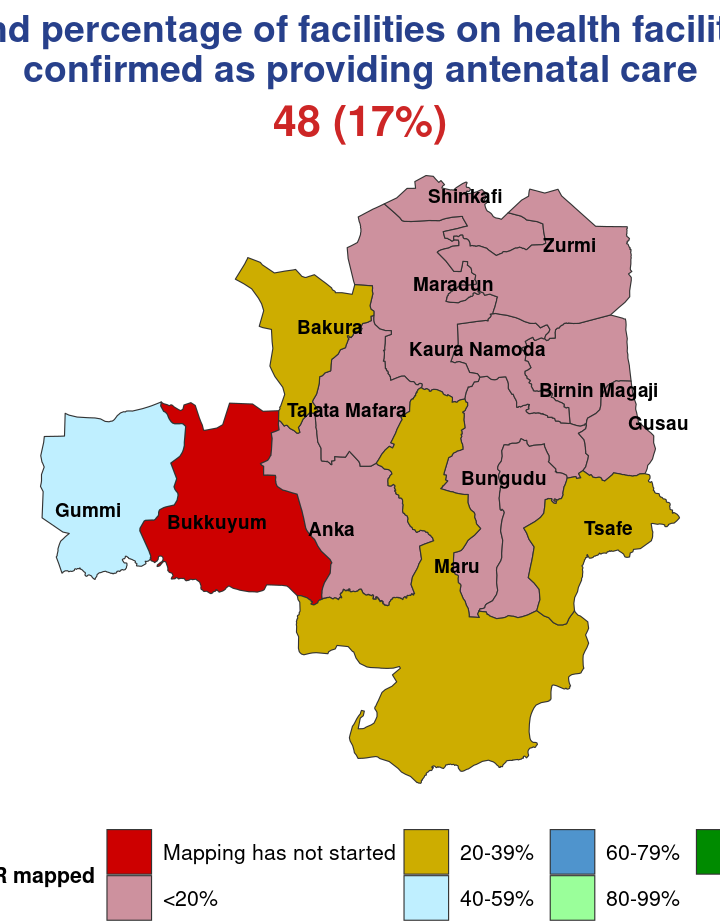 percentage of facilities on health
confirmed as providing antenatal care
48 (17%)
Shinkafi
Zurmi
Maradun
Bakura
Kaura Namoda
Birnin Magaji
Talata Mafara
Gusau
Bungudu
Gummi
Bukkuyum
Anka
Tsafe
Maru
mapped
Mapping has not started
<20%
20-39%
40-59%
60-79%
80-99%